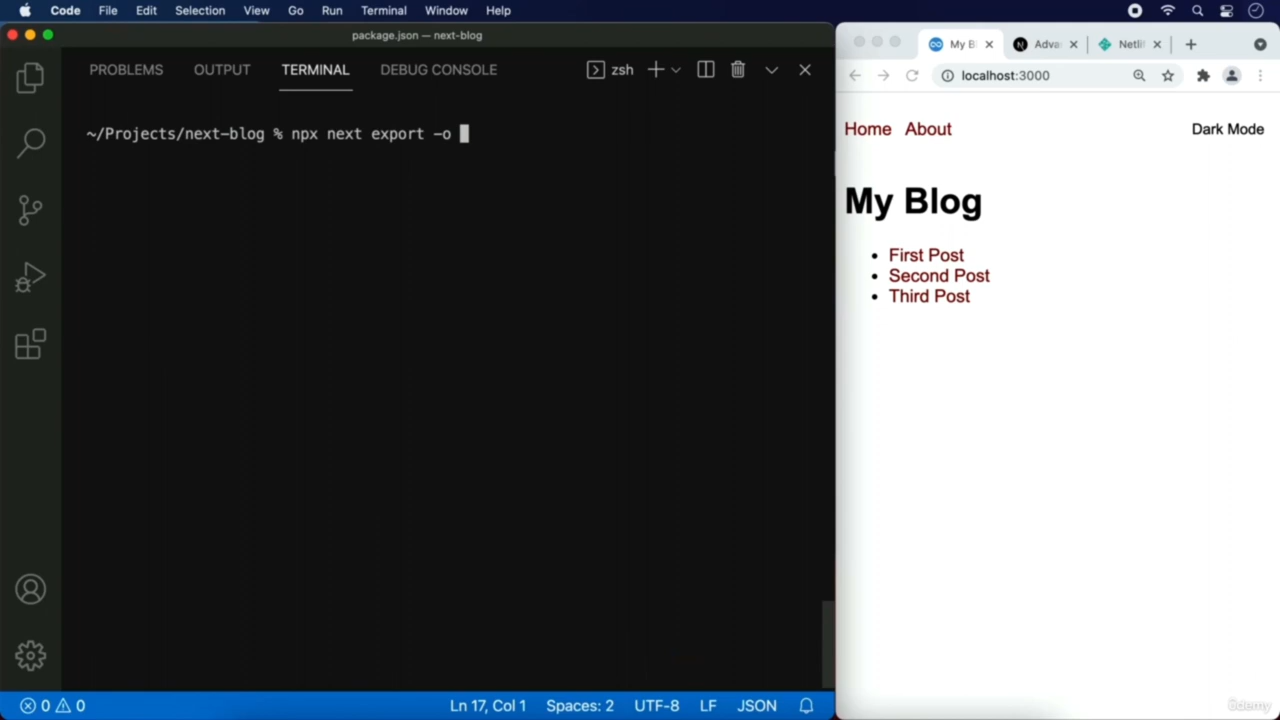 Code File Edit Selection View Go Run Terminal Window Help
package.json — next-blog
PROBLEMS OUTPUT TERMINAL DEBUG CONSOLE zsh
~/Projects/next-blog % npx next export -o
0 0 Ln 17, Col 1 Spaces: 2 UTF-8 LF JSON
My Bl Adva Netlif
localhost:3000
Home About Dark Mode
My Blog
• First Post
• Second Post
• Third Post
ûdemy